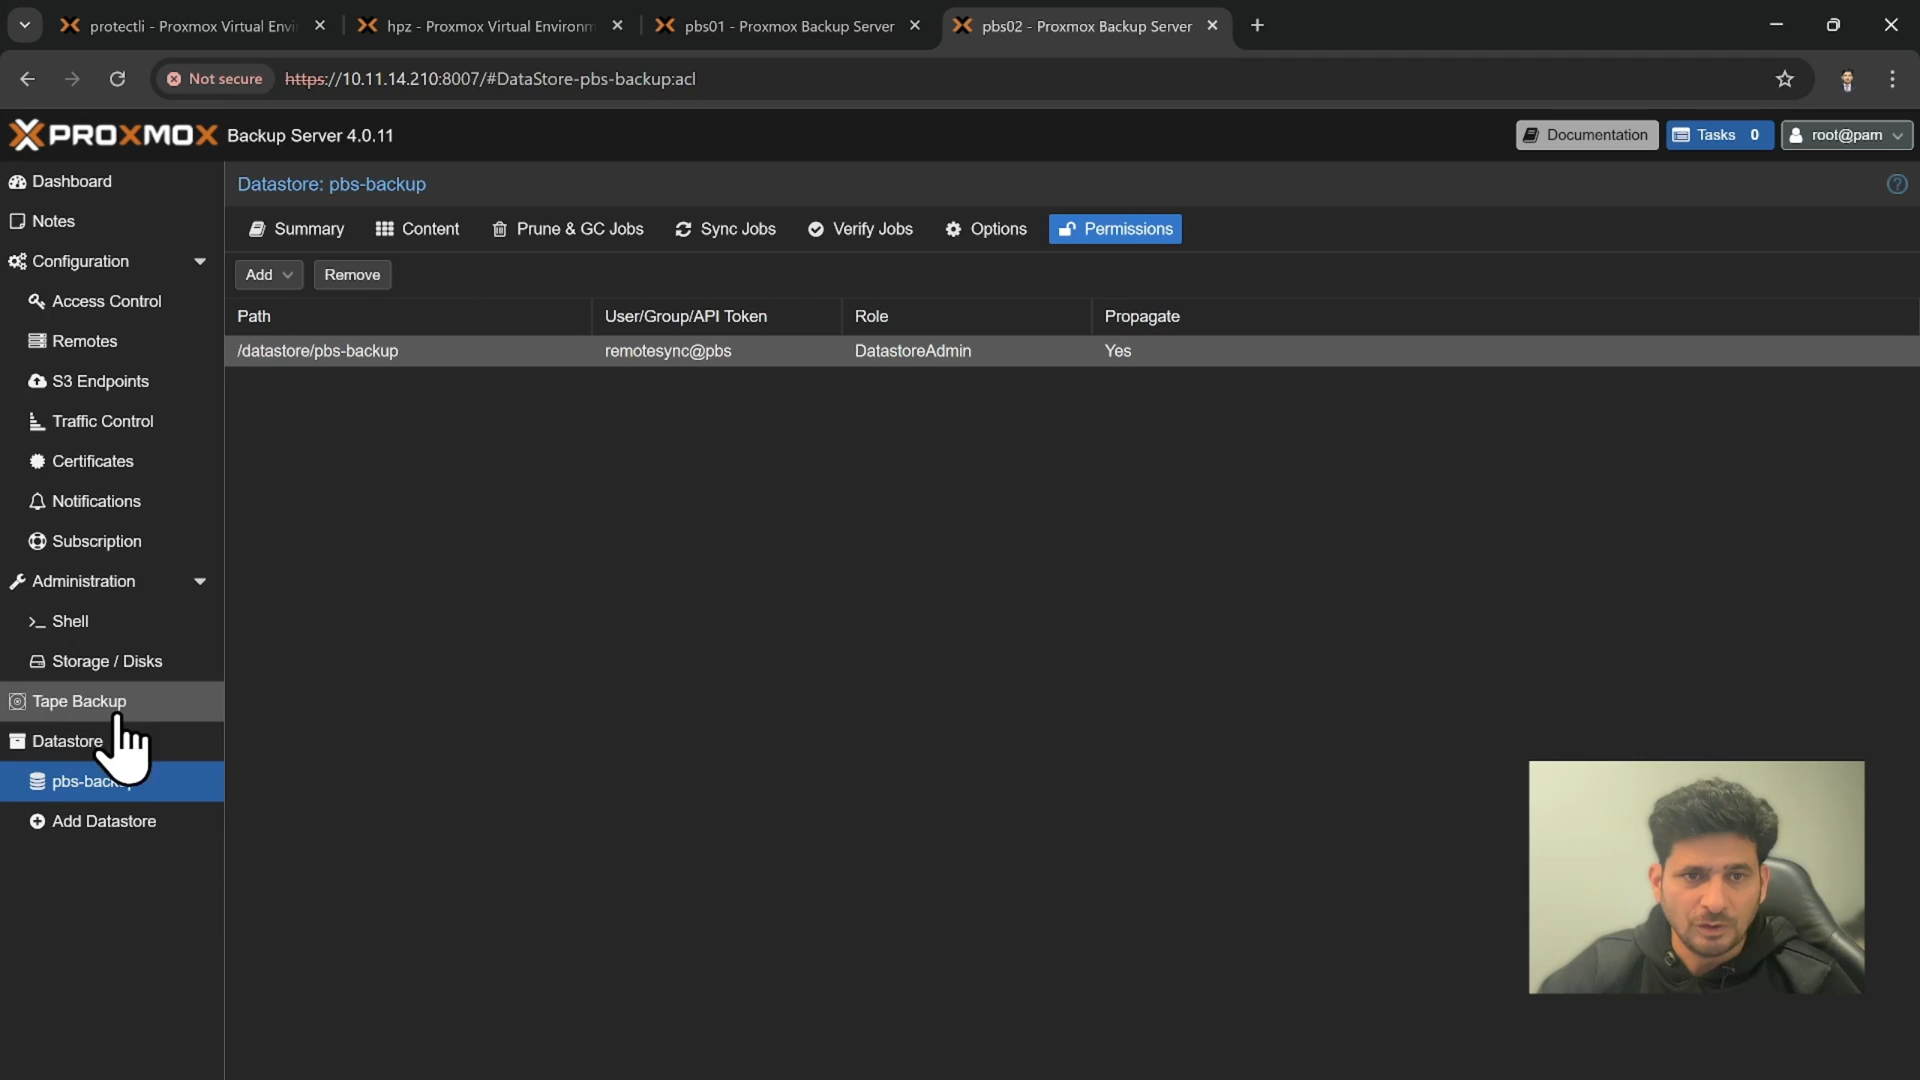 protectli - Proxmox Virtual Envi
hpz - Proxmox Virtual Environm
pbs01 - Proxmox Backup Server
pbs02 - Proxmox Backup Server
Not secure
https://10.11.14.210:8007/#DataStore-pbs-backup:acl
PROXMOX Backup Server 4.0.11
Documentation
Tasks 0
root@pam
Dashboard
Notes
Configuration
Access Control
Remotes
S3 Endpoints
Traffic Control
Certificates
Notifications
Subscription
Administration
Shell
Storage / Disks
Tape Backup
Datastore
pbs-back
Add Datastore
Datastore: pbs-backup
Summary Content Prune & GC Jobs Sync Jobs Verify Jobs Options Permissions
Add Remove
Path User/Group/API Token Role Propagate
/datastore/pbs-backup remotesync@pbs DatastoreAdmin Yes